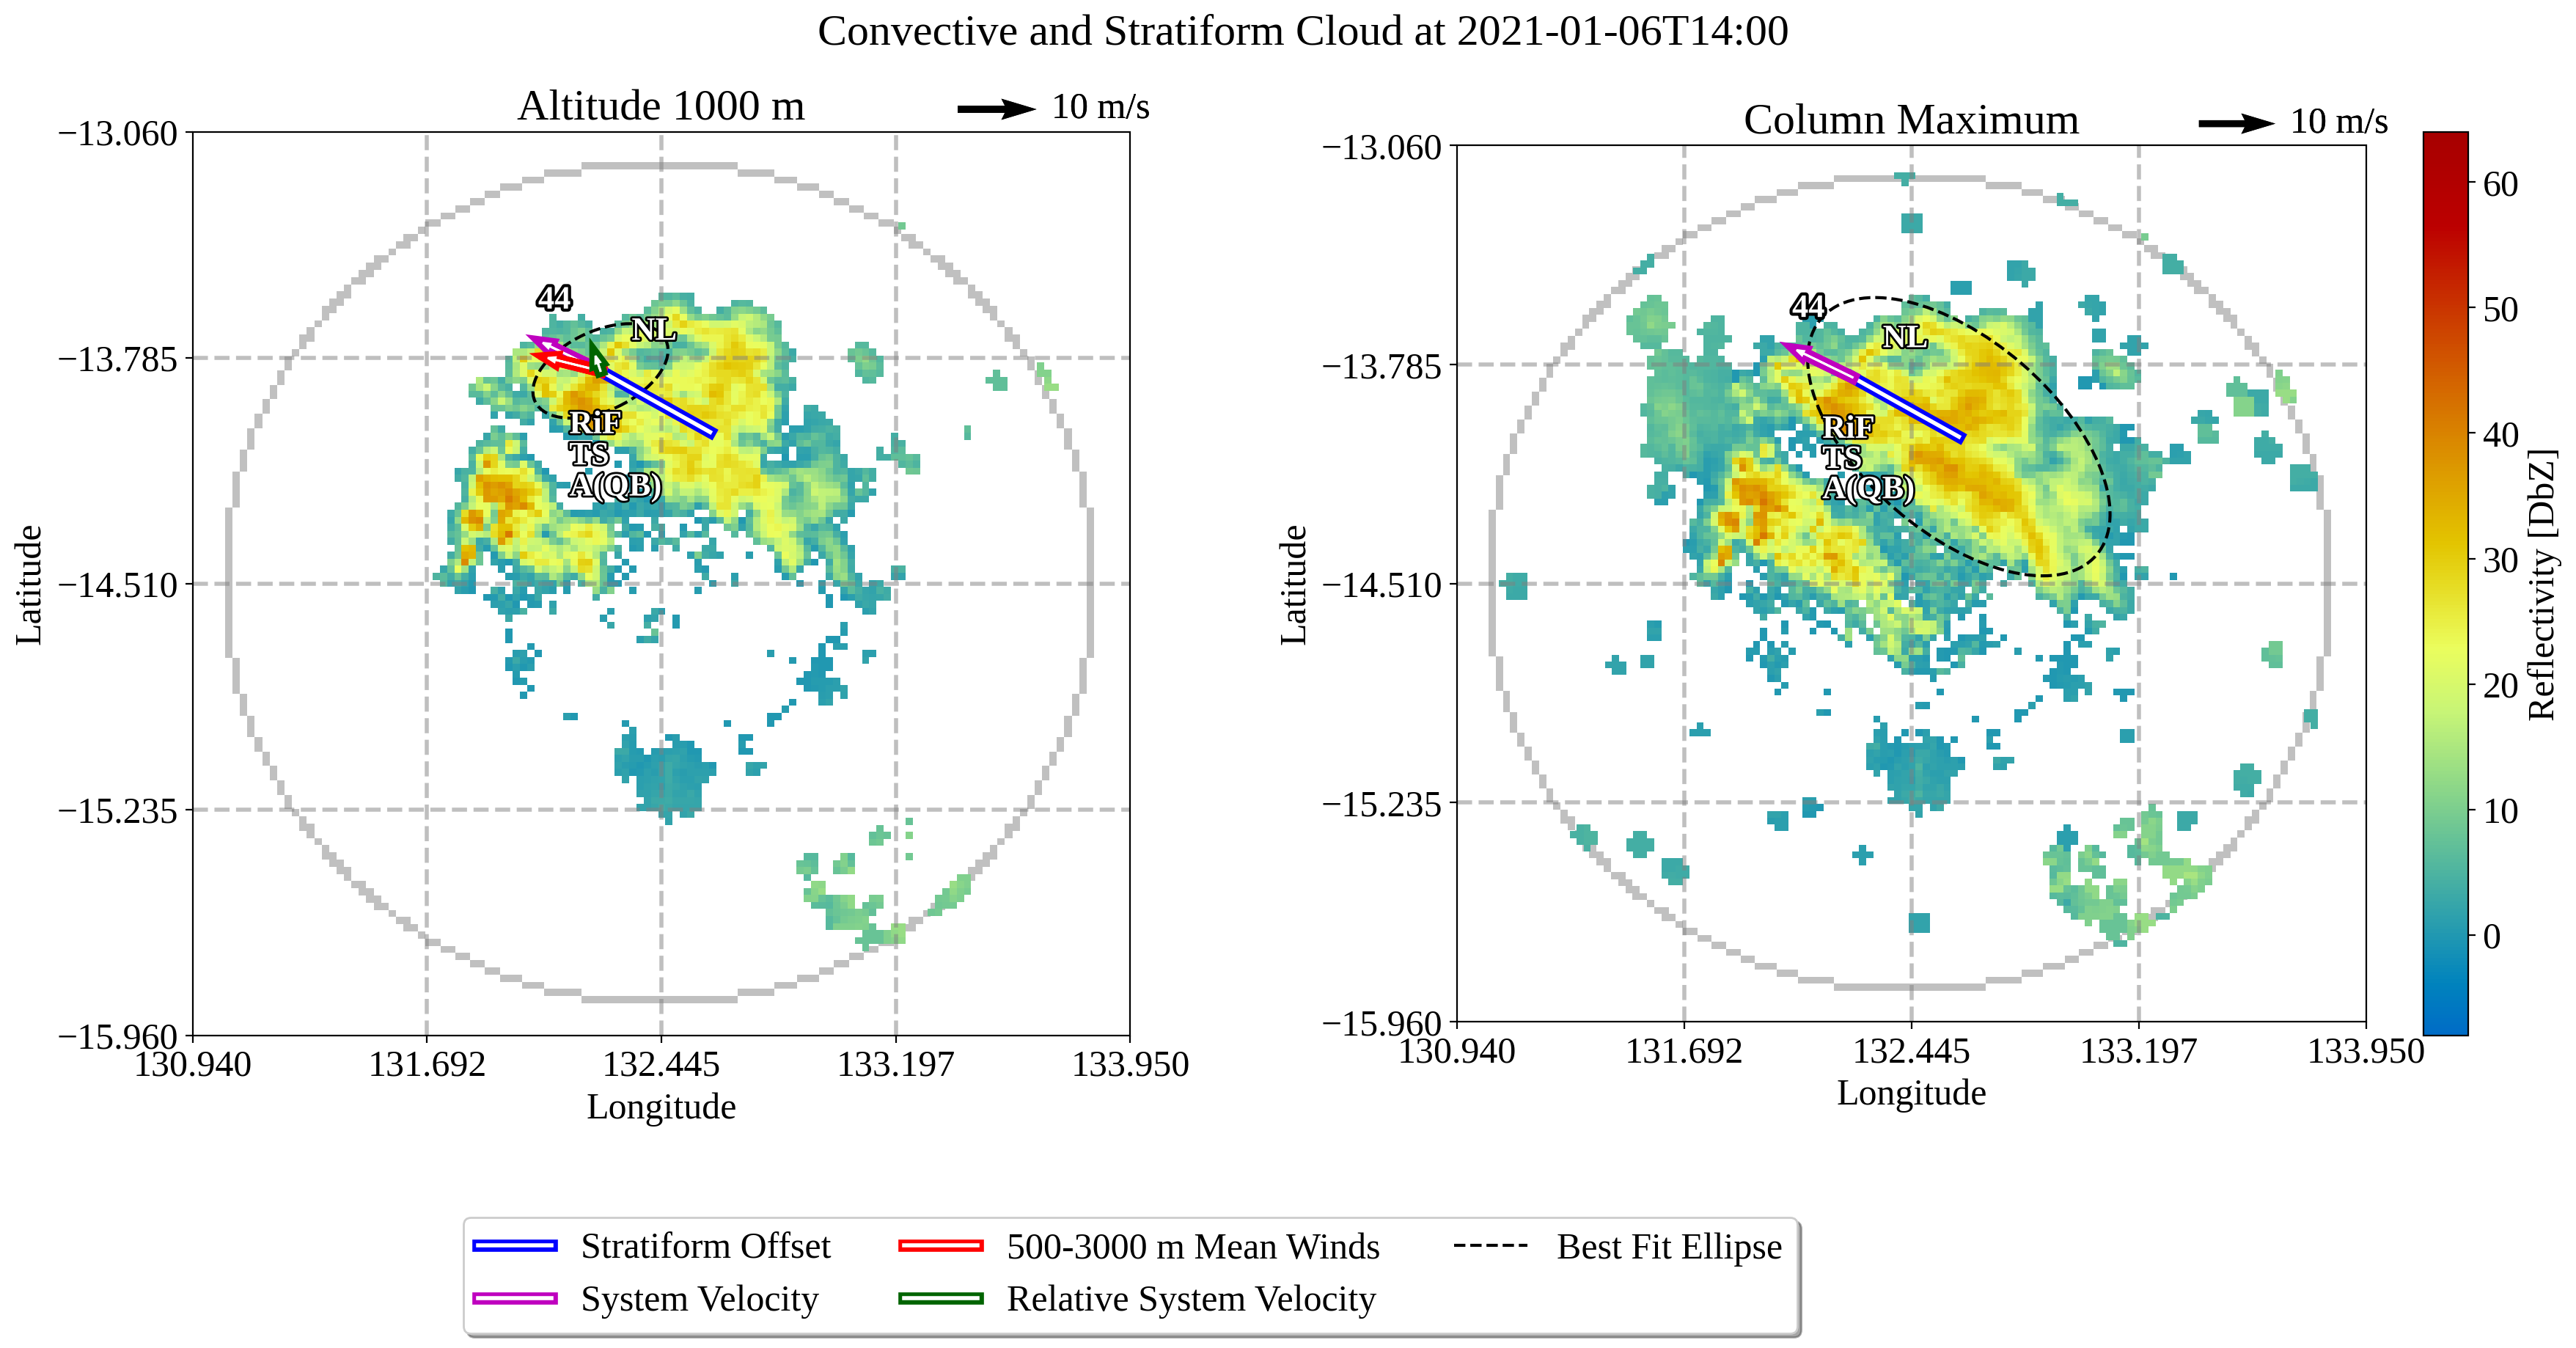 Convective and Stratiform Cloud at 2021-01-06T14:00
Altitude 1000 m
10 m/s
−13.060
−13.785
−14.510
−15.235
−15.960
Latitude
44
NL
RiF
TS
A(QB)
130.940
131.692
132.445
133.197
133.950
Longitude
Column Maximum
10 m/s
−13.060
−13.785
−14.510
−15.235
−15.960
Latitude
44
NL
RiF
TS
A(QB)
130.940
131.692
132.445
133.197
133.950
Longitude
60
50
40
30
20
10
0
Reflectivity [DbZ]
Stratiform Offset
System Velocity
500-3000 m Mean Winds
Relative System Velocity
Best Fit Ellipse